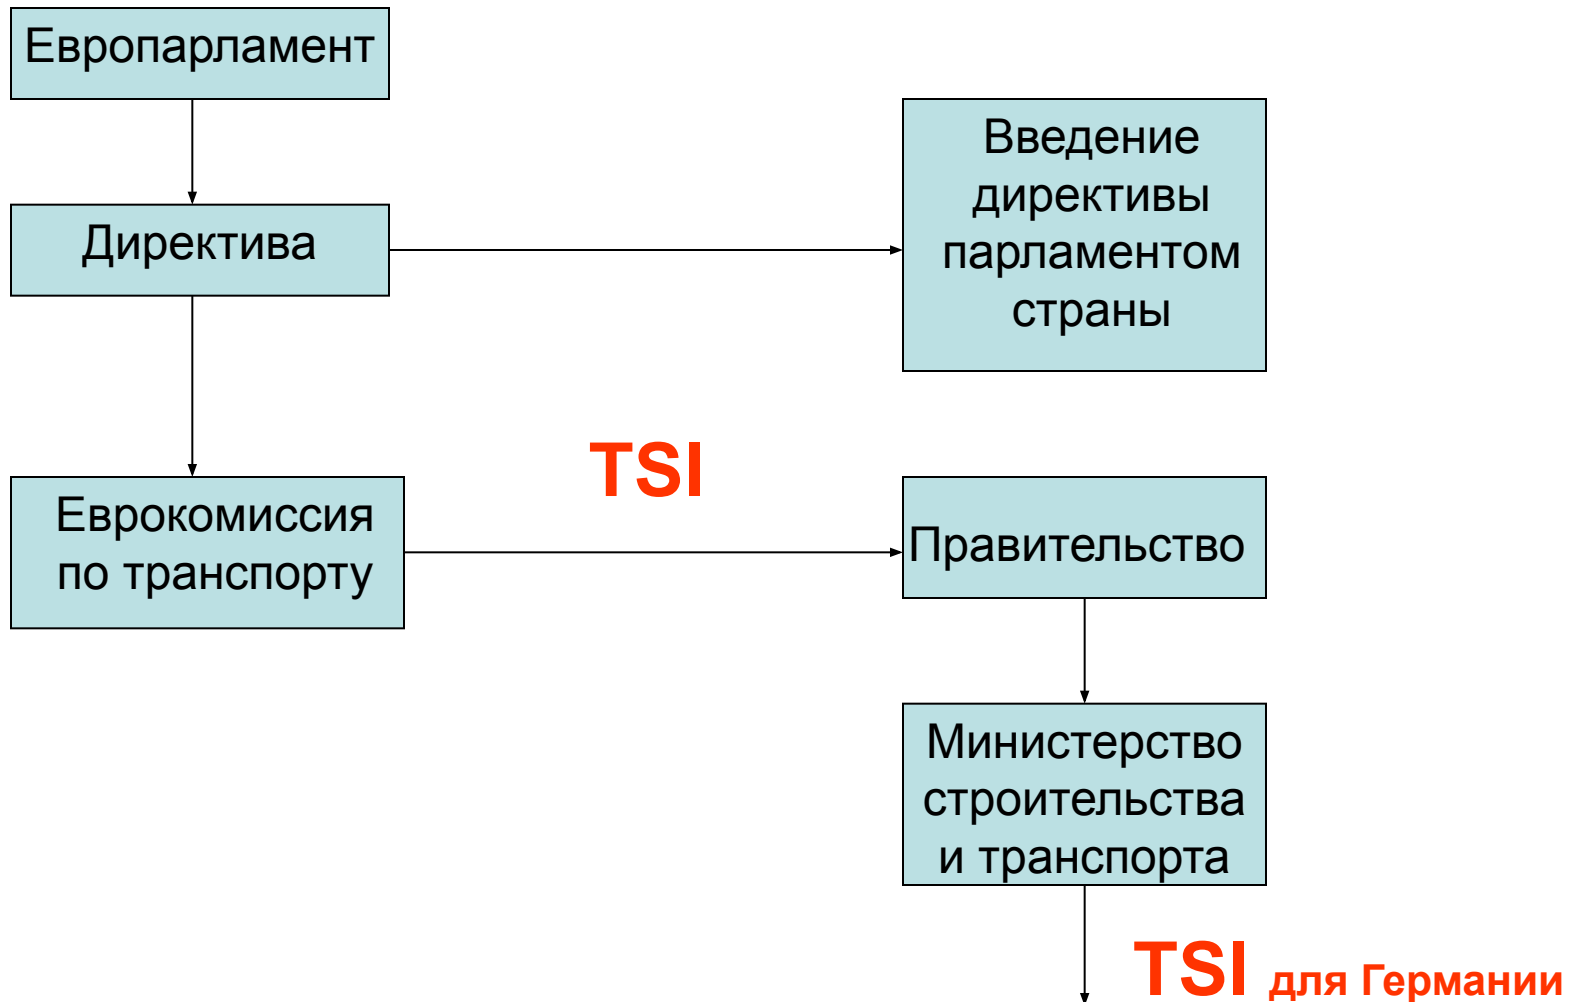 Европарламент
Директива
Введение
директивы
парламентом
страны
TSI
Еврокомиссия
по транспорту
Правительство
Министерство
строительства
и транспорта
TSI для Германии